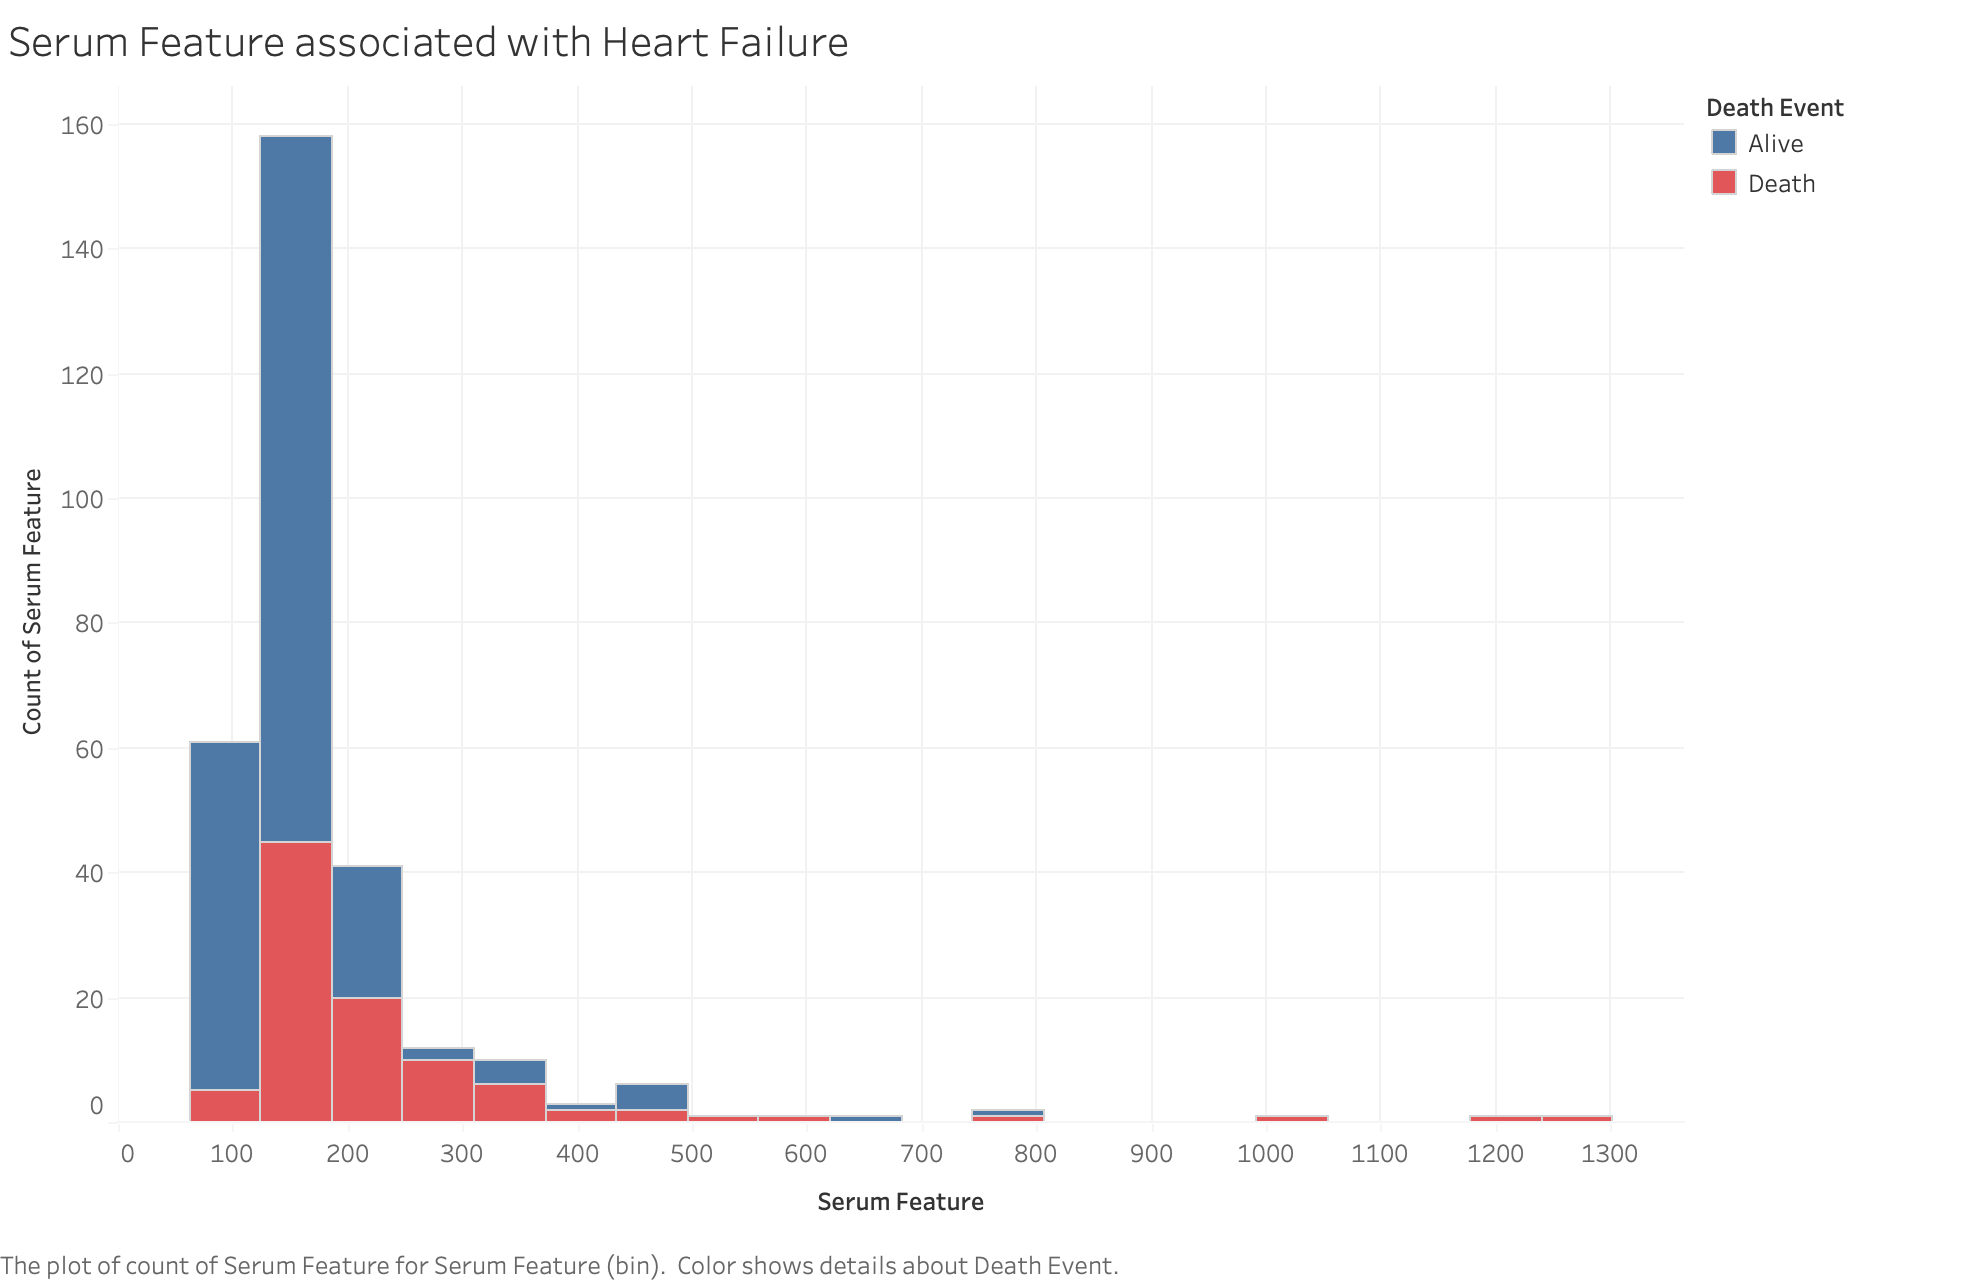 Serum Feature associated with Heart Failure
Death Event
Alive
Death
Count of Serum Feature
160
140
120
100
80
60
40
20
0
0 100 200 300 400 500 600 700 800 900 1000 1100 1200 1300
Serum Feature
The plot of count of Serum Feature for Serum Feature (bin).  Color shows details about Death Event.